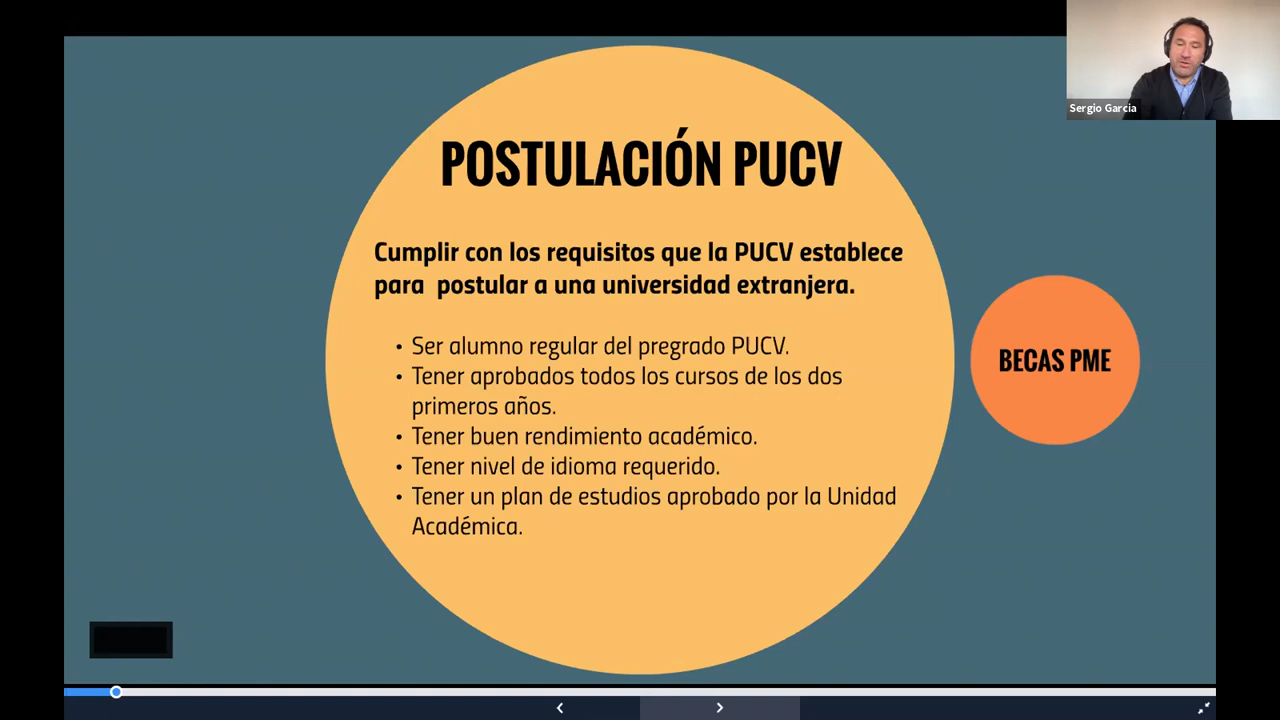 Sergio Garcia
POSTULACIÓN PUCV
Cumplir con los requisitos que la PUCV establece
para  postular a una universidad extranjera.
• Ser alumno regular del pregrado PUCV.
• Tener aprobados todos los cursos de los dos
primeros años.
• Tener buen rendimiento académico.
• Tener nivel de idioma requerido.
• Tener un plan de estudios aprobado por la Unidad
Académica.
BECAS PME